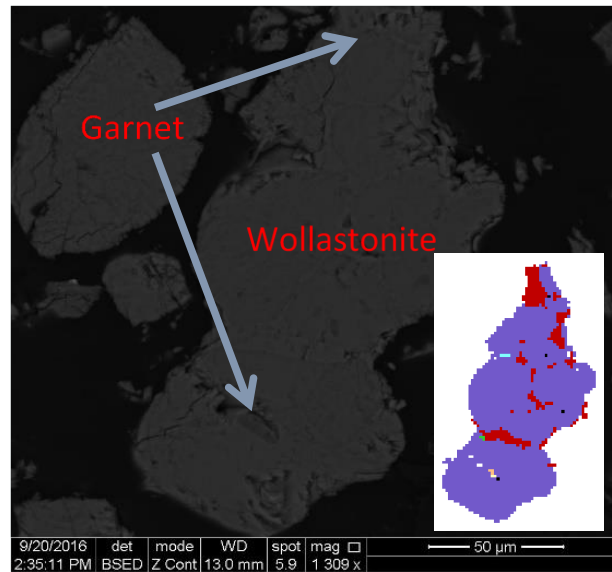 Garnet
Wollastonite
9/20/2016 det mode WD spot mag □ 50 µm
2:35:11 PM BSED Z Cont 13.0 mm 5.9 1 309 x